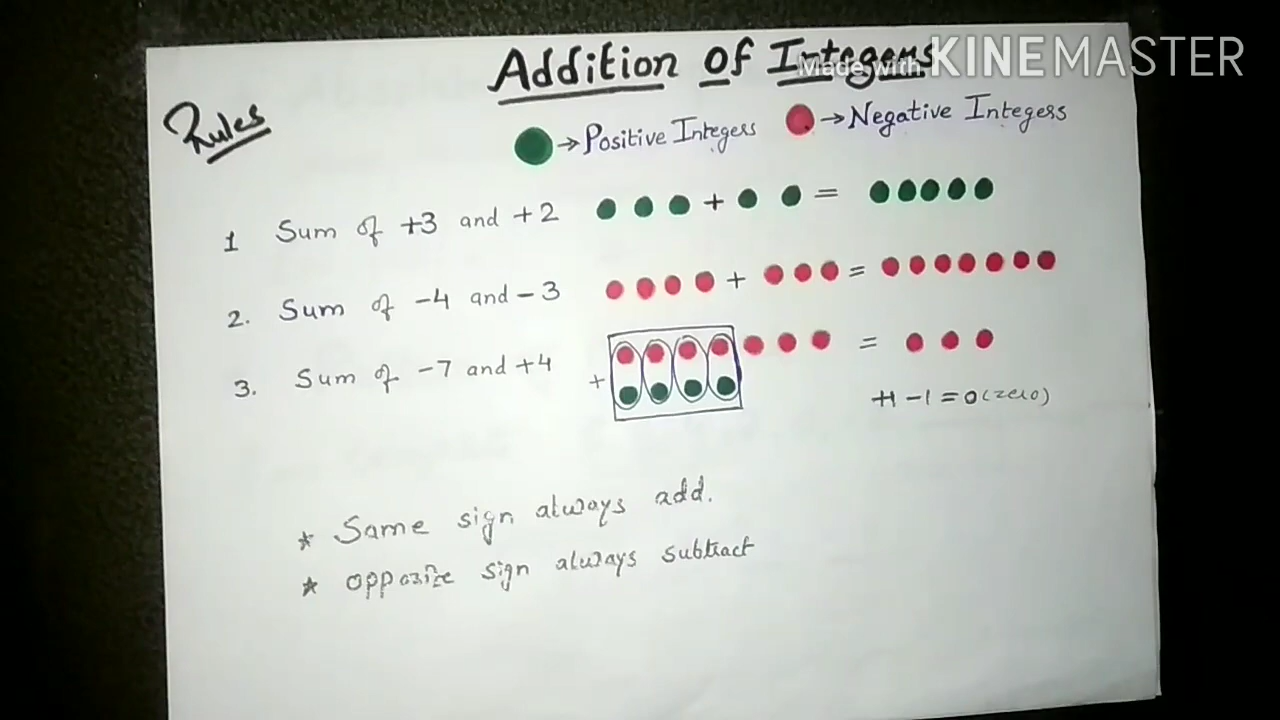 Addition of Integers
Made with KINEMASTER
Rules
→ Positive Integers → Negative Integers
1 Sum of +3 and +2 + =
2. Sum of -4 and -3 + =
3. Sum of -7 and +4 + =
+1 -1 = 0 (zero)
* Same sign always add.
* opposite sign always subtract